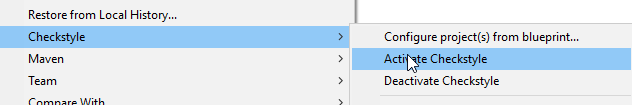 Restore from Local History...
Checkstyle
Maven
Team
Compare With
Configure project(s) from blueprint...
Activate Checkstyle
Deactivate Checkstyle